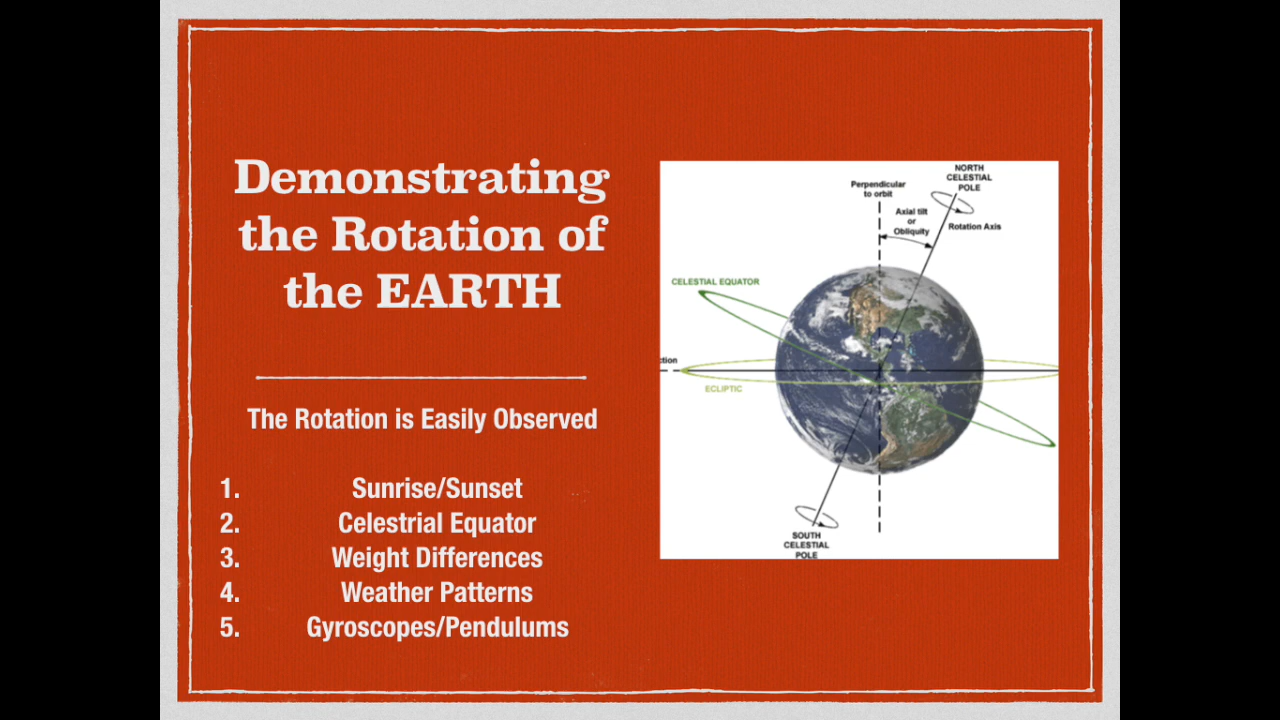 Demonstrating
the Rotation of
the EARTH
The Rotation is Easily Observed
1. Sunrise/Sunset
2. Celestrial Equator
3. Weight Differences
4. Weather Patterns
5. Gyroscopes/Pendulums
NORTH
CELESTIAL
POLE
Perpendicular
to orbit
Axial tilt
or
Obliquity
Rotation Axis
CELESTIAL EQUATOR
ction
ECLIPTIC
SOUTH
CELESTIAL
POLE